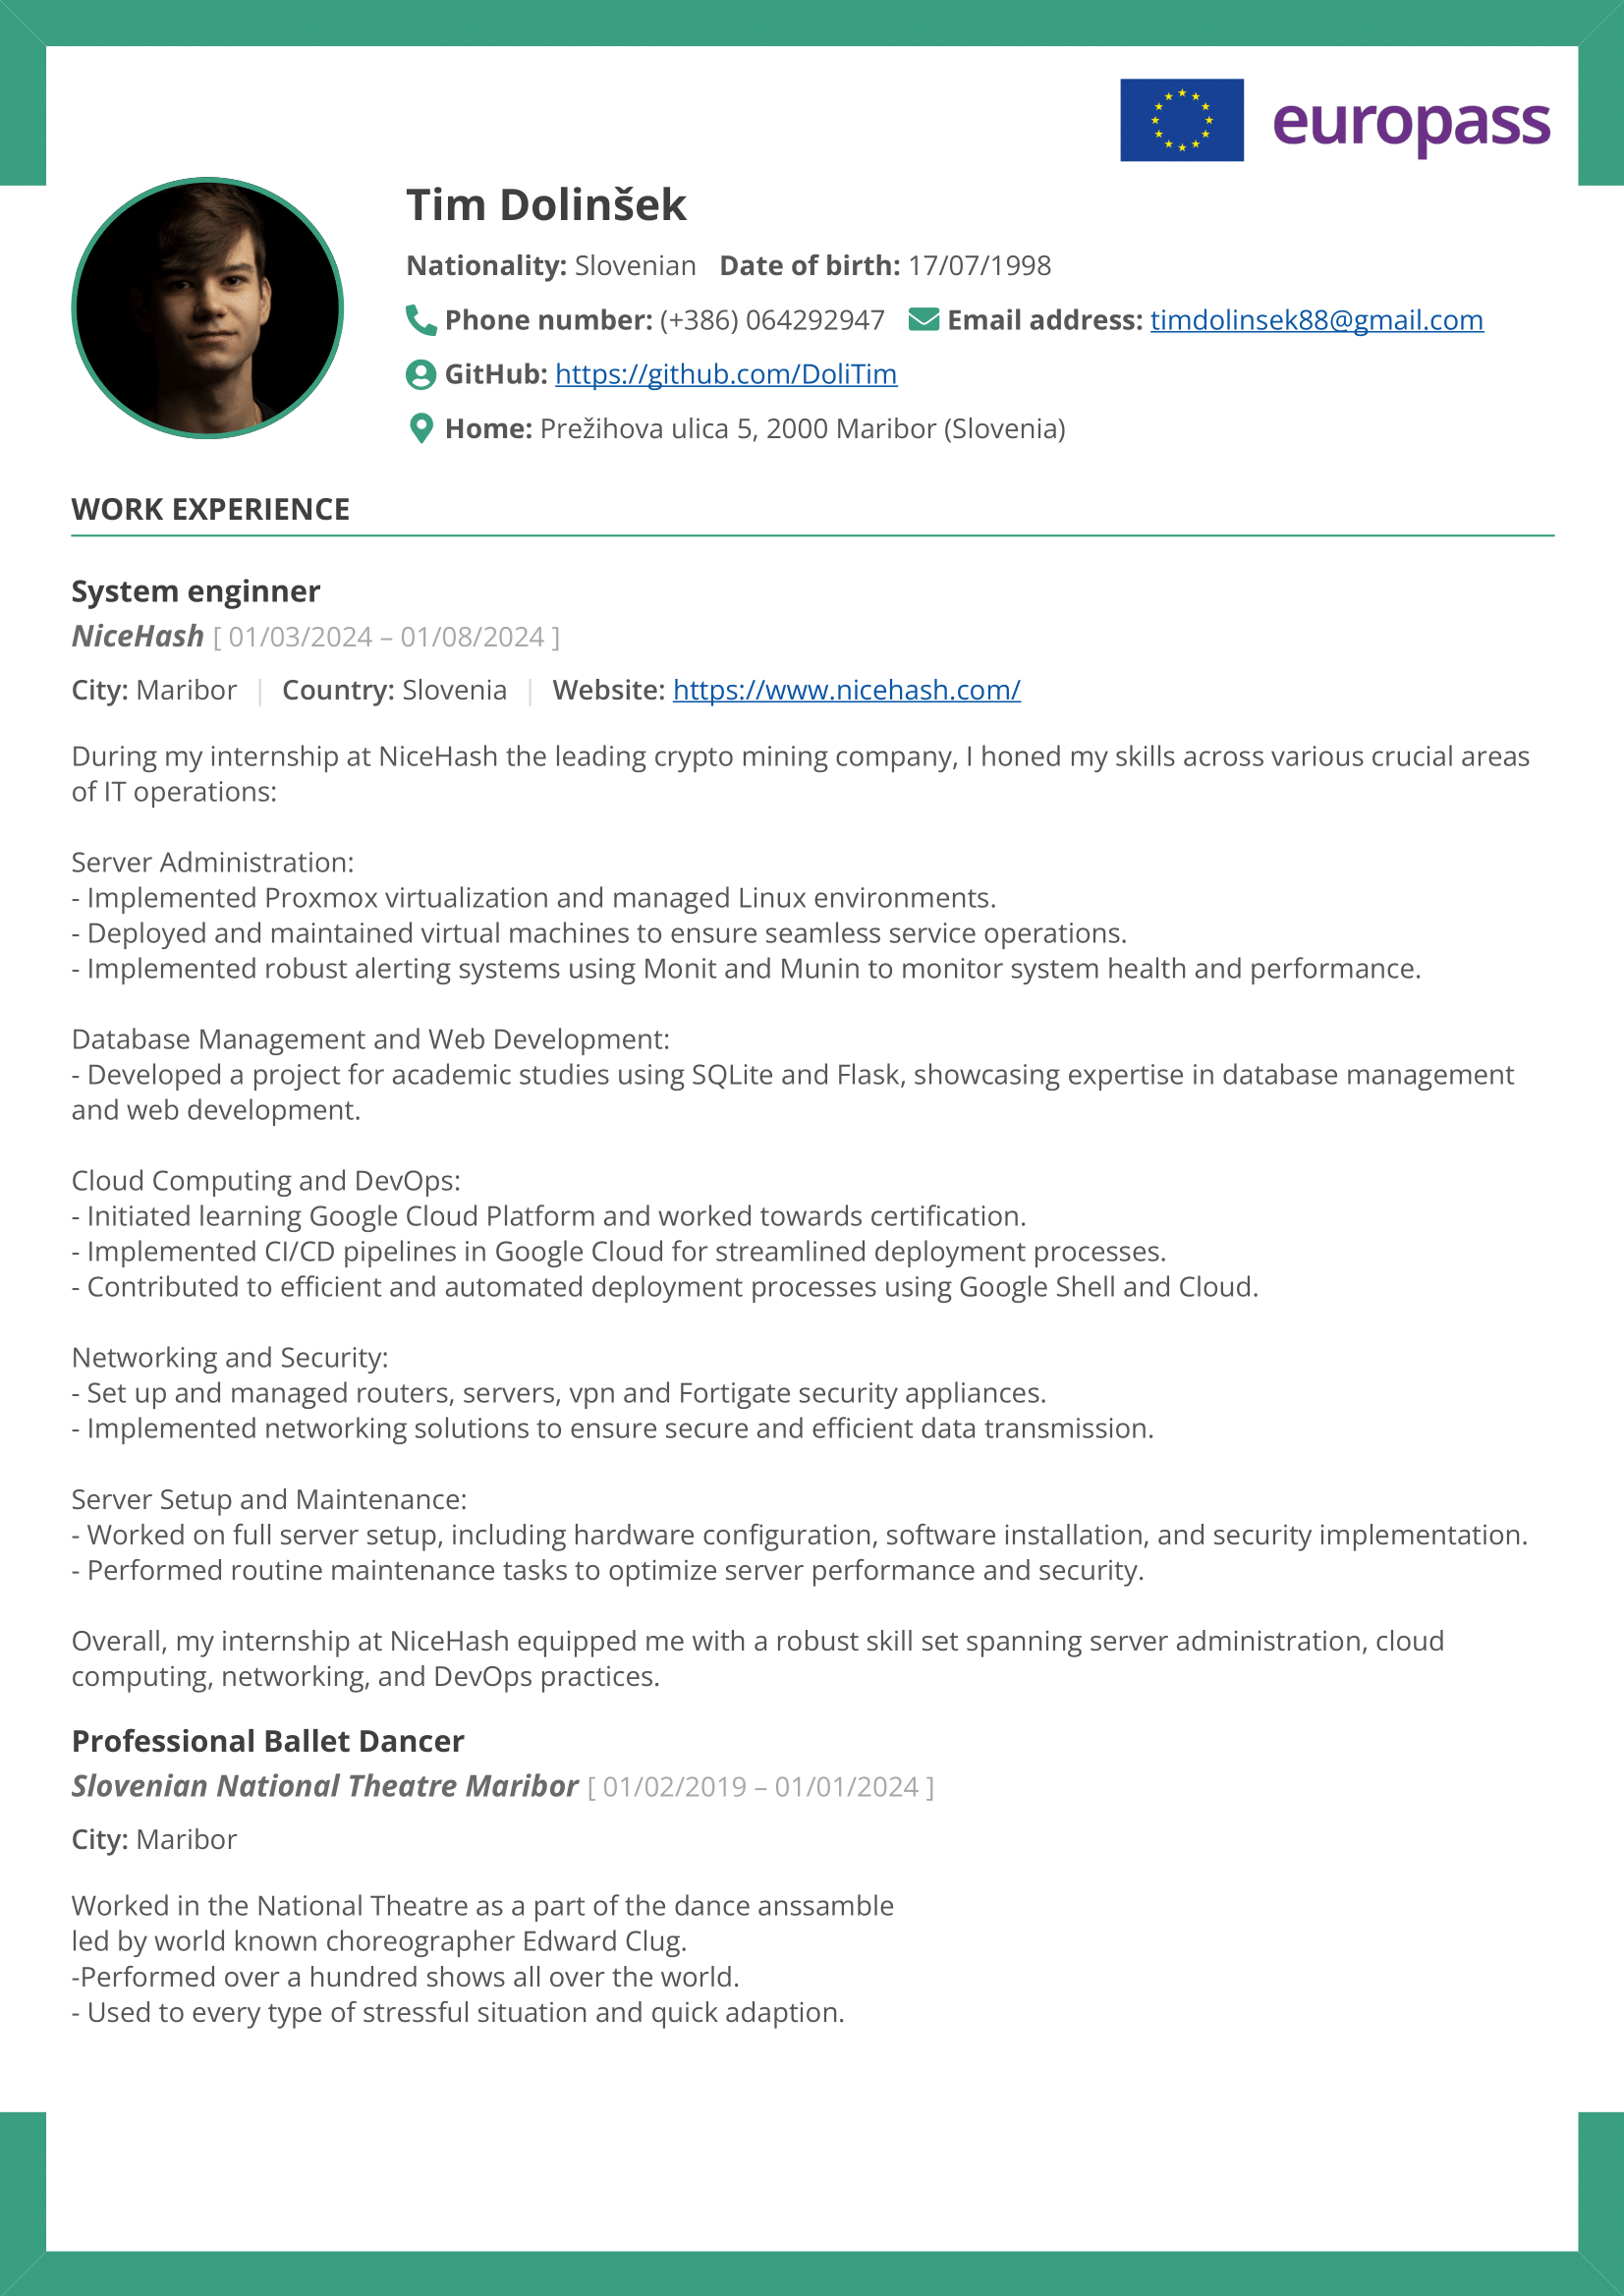 europass
Tim Dolinšek
Nationality: Slovenian Date of birth: 17/07/1998
Phone number: (+386) 064292947 Email address: timdolinsek88@gmail.com
GitHub: https://github.com/DoliTim
Home: Prežihova ulica 5, 2000 Maribor (Slovenia)
WORK EXPERIENCE
System enginner
NiceHash [ 01/03/2024 – 01/08/2024 ]
City: Maribor | Country: Slovenia | Website: https://www.nicehash.com/
During my internship at NiceHash the leading crypto mining company, I honed my skills across various crucial areas
of IT operations:
Server Administration:
- Implemented Proxmox virtualization and managed Linux environments.
- Deployed and maintained virtual machines to ensure seamless service operations.
- Implemented robust alerting systems using Monit and Munin to monitor system health and performance.
Database Management and Web Development:
- Developed a project for academic studies using SQLite and Flask, showcasing expertise in database management
and web development.
Cloud Computing and DevOps:
- Initiated learning Google Cloud Platform and worked towards certification.
- Implemented CI/CD pipelines in Google Cloud for streamlined deployment processes.
- Contributed to efficient and automated deployment processes using Google Shell and Cloud.
Networking and Security:
- Set up and managed routers, servers, vpn and Fortigate security appliances.
- Implemented networking solutions to ensure secure and efficient data transmission.
Server Setup and Maintenance:
- Worked on full server setup, including hardware configuration, software installation, and security implementation.
- Performed routine maintenance tasks to optimize server performance and security.
Overall, my internship at NiceHash equipped me with a robust skill set spanning server administration, cloud
computing, networking, and DevOps practices.
Professional Ballet Dancer
Slovenian National Theatre Maribor [ 01/02/2019 – 01/01/2024 ]
City: Maribor
Worked in the National Theatre as a part of the dance anssamble
led by world known choreographer Edward Clug.
-Performed over a hundred shows all over the world.
- Used to every type of stressful situation and quick adaption.